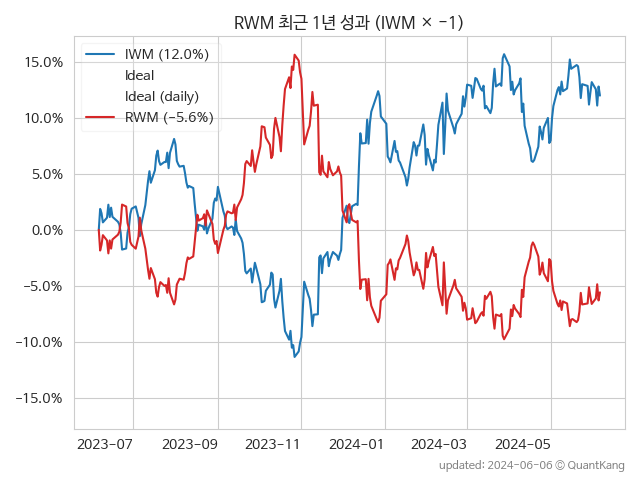 RWM 최근 1년 성과 (IWM × −1)
IWM (12.0%)
Ideal
Ideal (daily)
RWM (−5.6%)
15.0%
10.0%
5.0%
0.0%
−5.0%
−10.0%
−15.0%
2023-07 2023-09 2023-11 2024-01 2024-03 2024-05
updated: 2024-06-06 © QuantKang